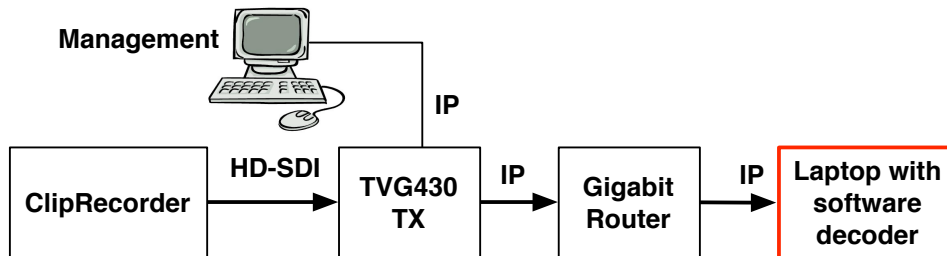 Management
IP
HD-SDI
IP
IP
ClipRecorder
TVG430
TX
Gigabit
Router
Laptop with
software
decoder